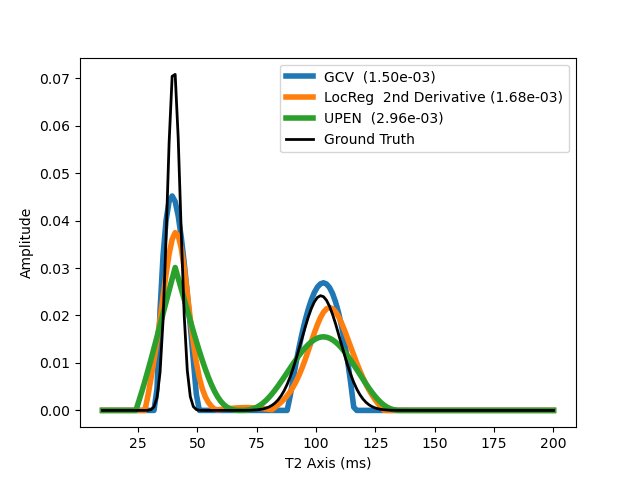 GCV (1.50e-03)
LocReg 2nd Derivative (1.68e-03)
UPEN (2.96e-03)
Ground Truth
0.07
0.06
0.05
0.04
0.03
0.02
0.01
0.00
Amplitude
25 50 75 100 125 150 175 200
T2 Axis (ms)